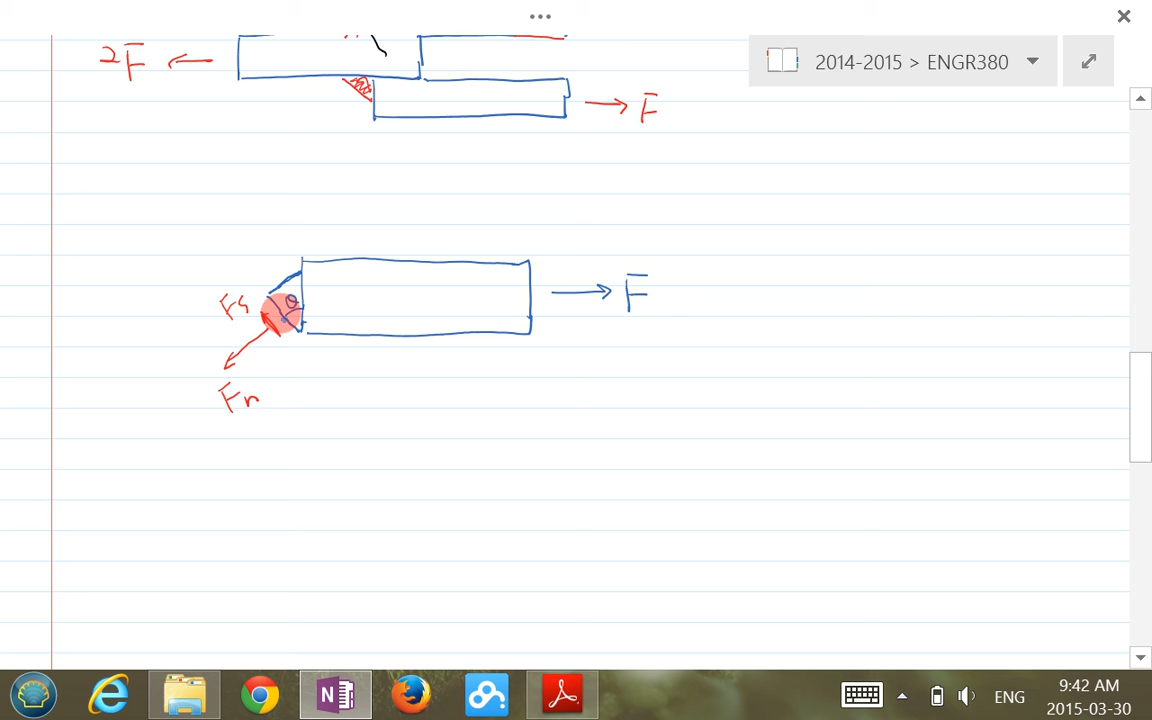 2F
2014-2015 > ENGR380
F
θ
Fs
F
Fn
ENG
9:42 AM
2015-03-30